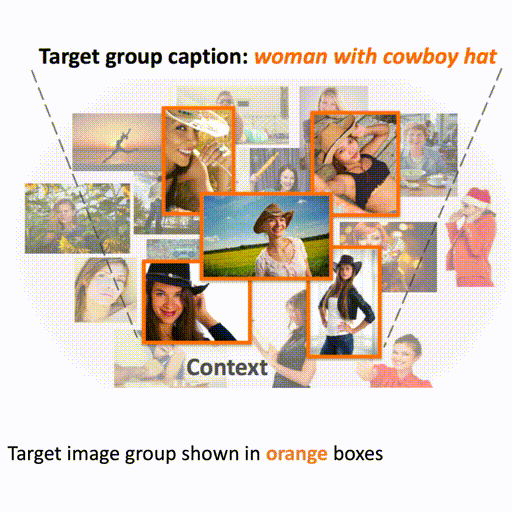 Target group caption: woman with cowboy hat
Context
Target image group shown in orange boxes